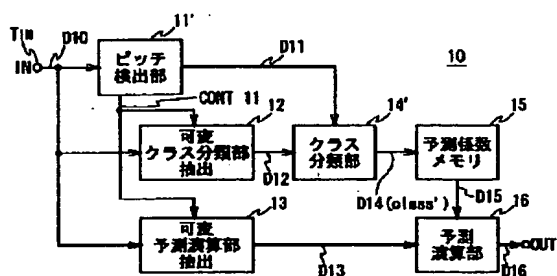 TIN
D10
IN
11'
ピッチ
検出部
D11
10
CONT 11
12
可変
クラス分類部
抽出
D12
14'
クラス
分類部
D14(class')
15
予測係数
メモリ
D15
13
可変
予測演算部
抽出
D13
16
予測
演算部
OUT
D16